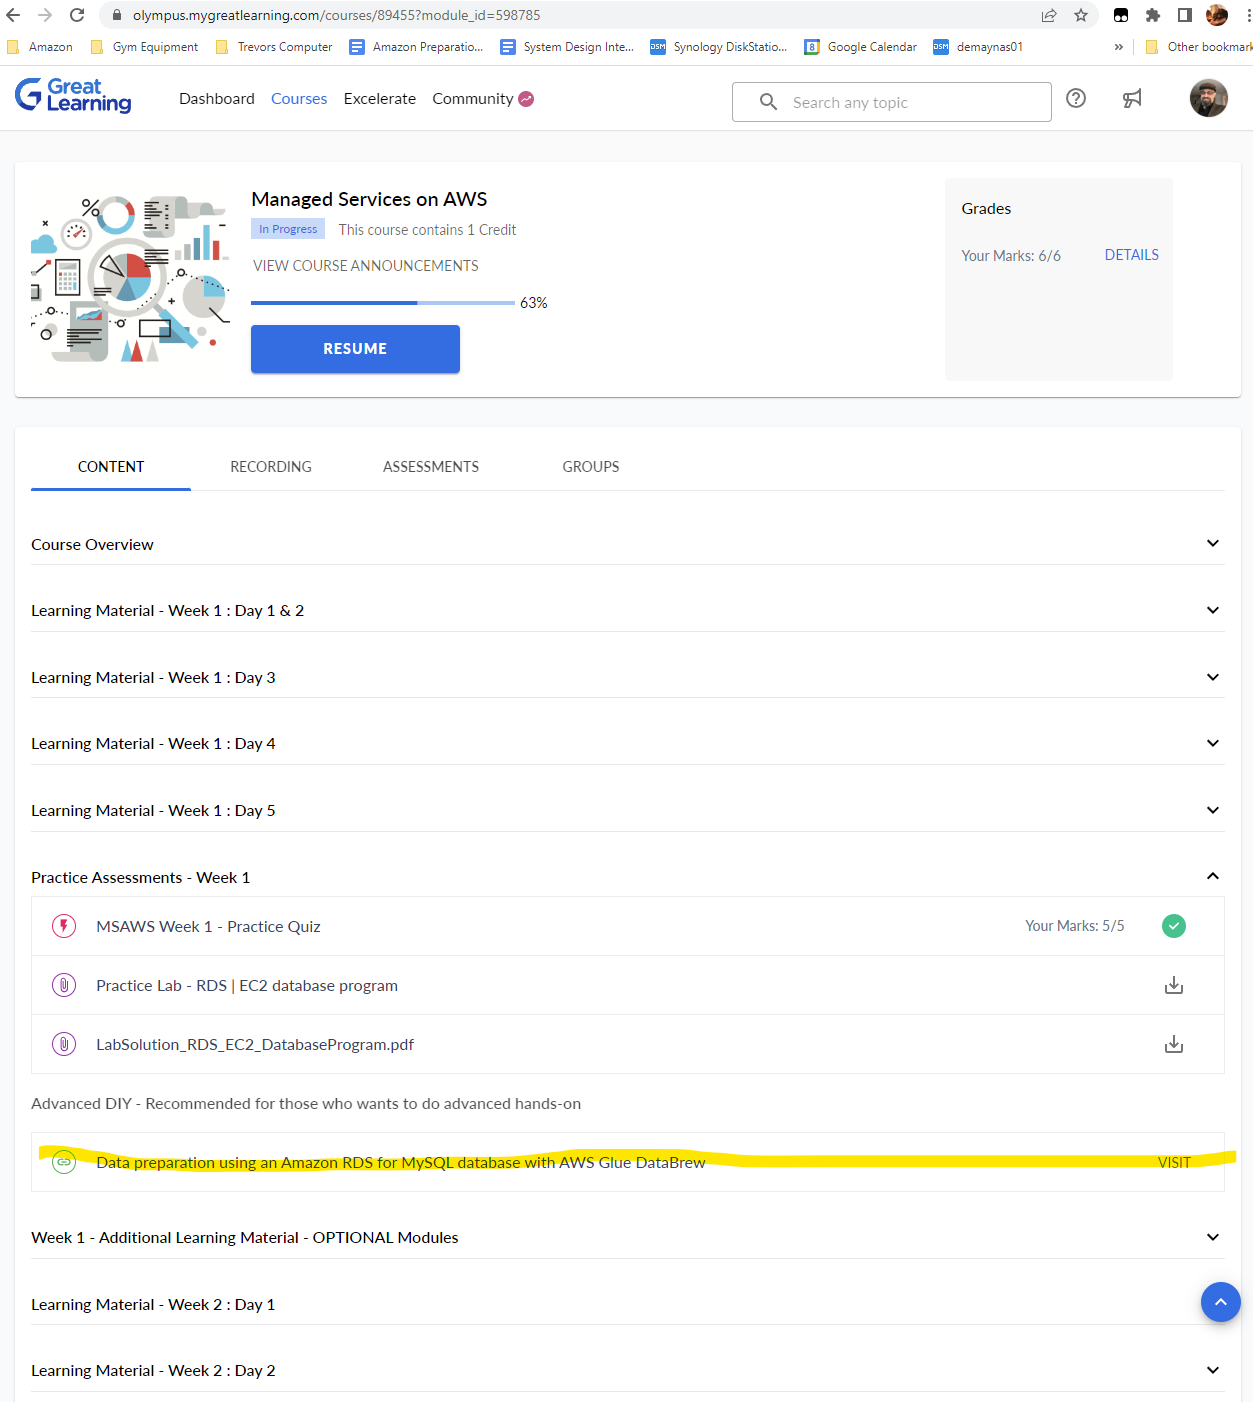 olympus.mygreatlearning.com/courses/89455?module_id=598785
Amazon Gym Equipment Trevors Computer Amazon Preparatio... System Design Inte... DSM Synology DiskStatio... 8 Google Calendar DSM demaynas01 » Other bookmark
Great Learning
Dashboard Courses Excelerate Community
Search any topic
Managed Services on AWS
In Progress This course contains 1 Credit
VIEW COURSE ANNOUNCEMENTS
63%
RESUME
Grades
Your Marks: 6/6 DETAILS
CONTENT RECORDING ASSESSMENTS GROUPS
Course Overview
Learning Material - Week 1 : Day 1 & 2
Learning Material - Week 1 : Day 3
Learning Material - Week 1 : Day 4
Learning Material - Week 1 : Day 5
Practice Assessments - Week 1
MSAWS Week 1 - Practice Quiz Your Marks: 5/5
Practice Lab - RDS | EC2 database program
LabSolution_RDS_EC2_DatabaseProgram.pdf
Advanced DIY - Recommended for those who wants to do advanced hands-on
Data preparation using an Amazon RDS for MySQL database with AWS Glue DataBrew VISIT
Week 1 - Additional Learning Material - OPTIONAL Modules
Learning Material - Week 2 : Day 1
Learning Material - Week 2 : Day 2